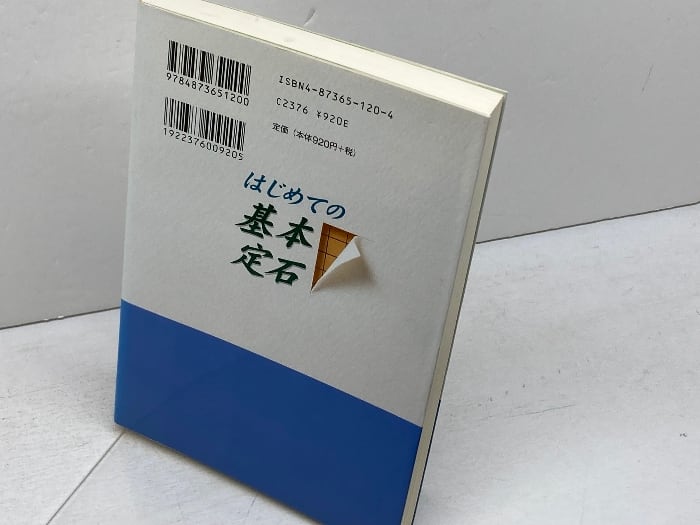 9784873651200
ISBN4-87365-120-4
C2376 ¥920E
1922376009205
定価（本体920円＋税）
はじめての
基本
定石